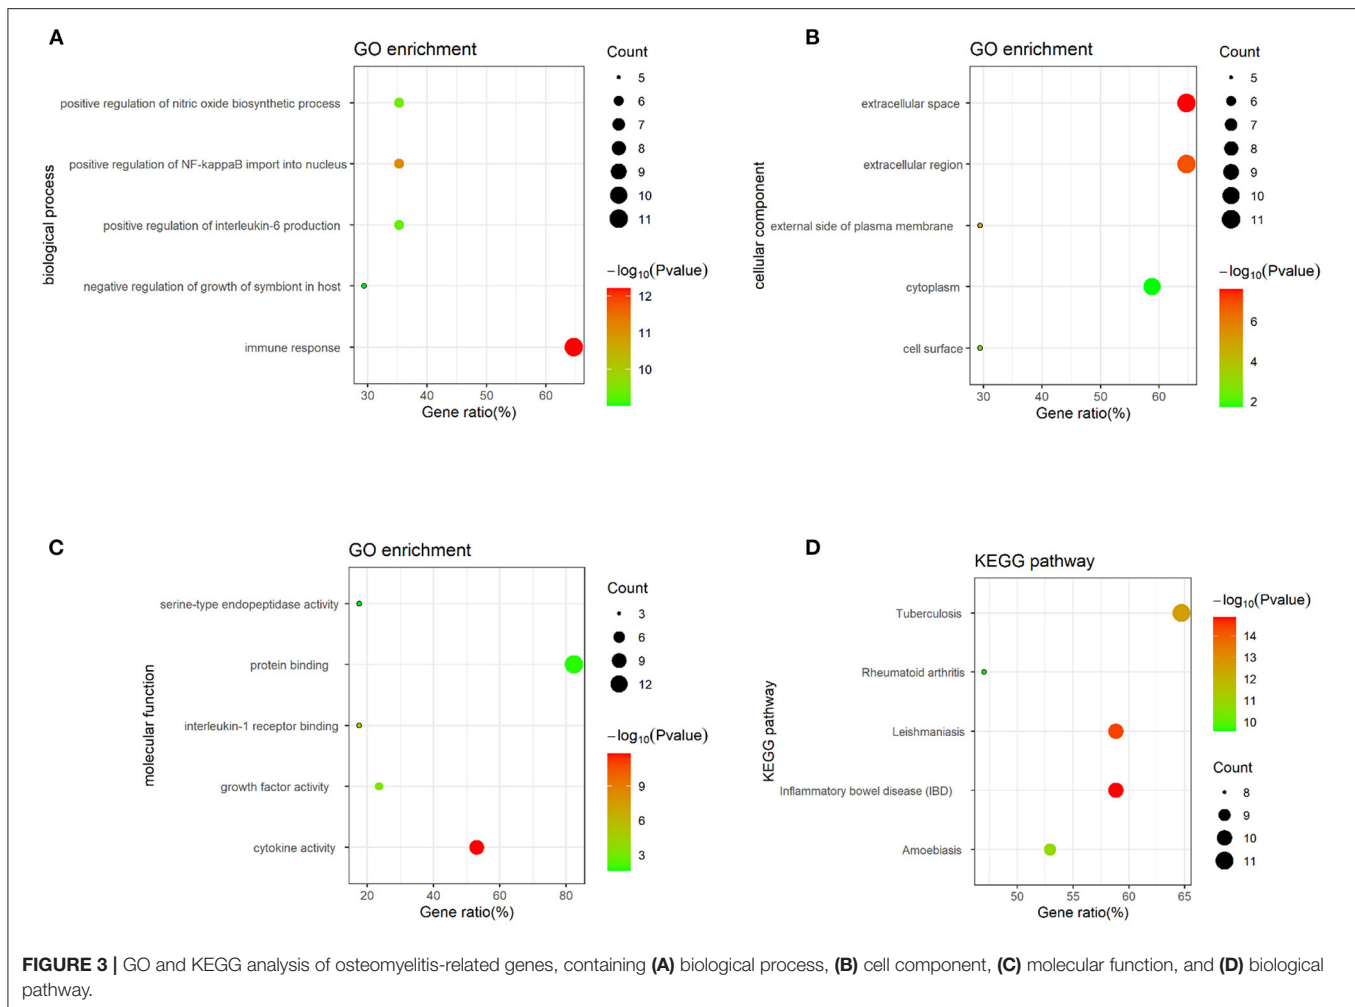 A
GO enrichment
biological process
positive regulation of nitric oxide biosynthetic process
positive regulation of NF-kappaB import into nucleus
positive regulation of interleukin-6 production
negative regulation of growth of symbiont in host
immune response
30 40 50 60
Gene ratio(%)
Count
5
6
7
8
9
10
11
−log10(Pvalue)
12
11
10
B
GO enrichment
cellular component
extracellular space
extracellular region
external side of plasma membrane
cytoplasm
cell surface
30 40 50 60
Gene ratio(%)
Count
5
6
7
8
9
10
11
−log10(Pvalue)
6
4
2
C
GO enrichment
molecular function
serine-type endopeptidase activity
protein binding
interleukin-1 receptor binding
growth factor activity
cytokine activity
20 40 60 80
Gene ratio(%)
Count
3
6
9
12
−log10(Pvalue)
9
6
3
D
KEGG pathway
KEGG pathway
Tuberculosis
Rheumatoid arthritis
Leishmaniasis
Inflammatory bowel disease (IBD)
Amoebiasis
50 55 60 65
Gene ratio(%)
−log10(Pvalue)
14
13
12
11
10
Count
8
9
10
11
FIGURE 3 | GO and KEGG analysis of osteomyelitis-related genes, containing (A) biological process, (B) cell component, (C) molecular function, and (D) biological
pathway.